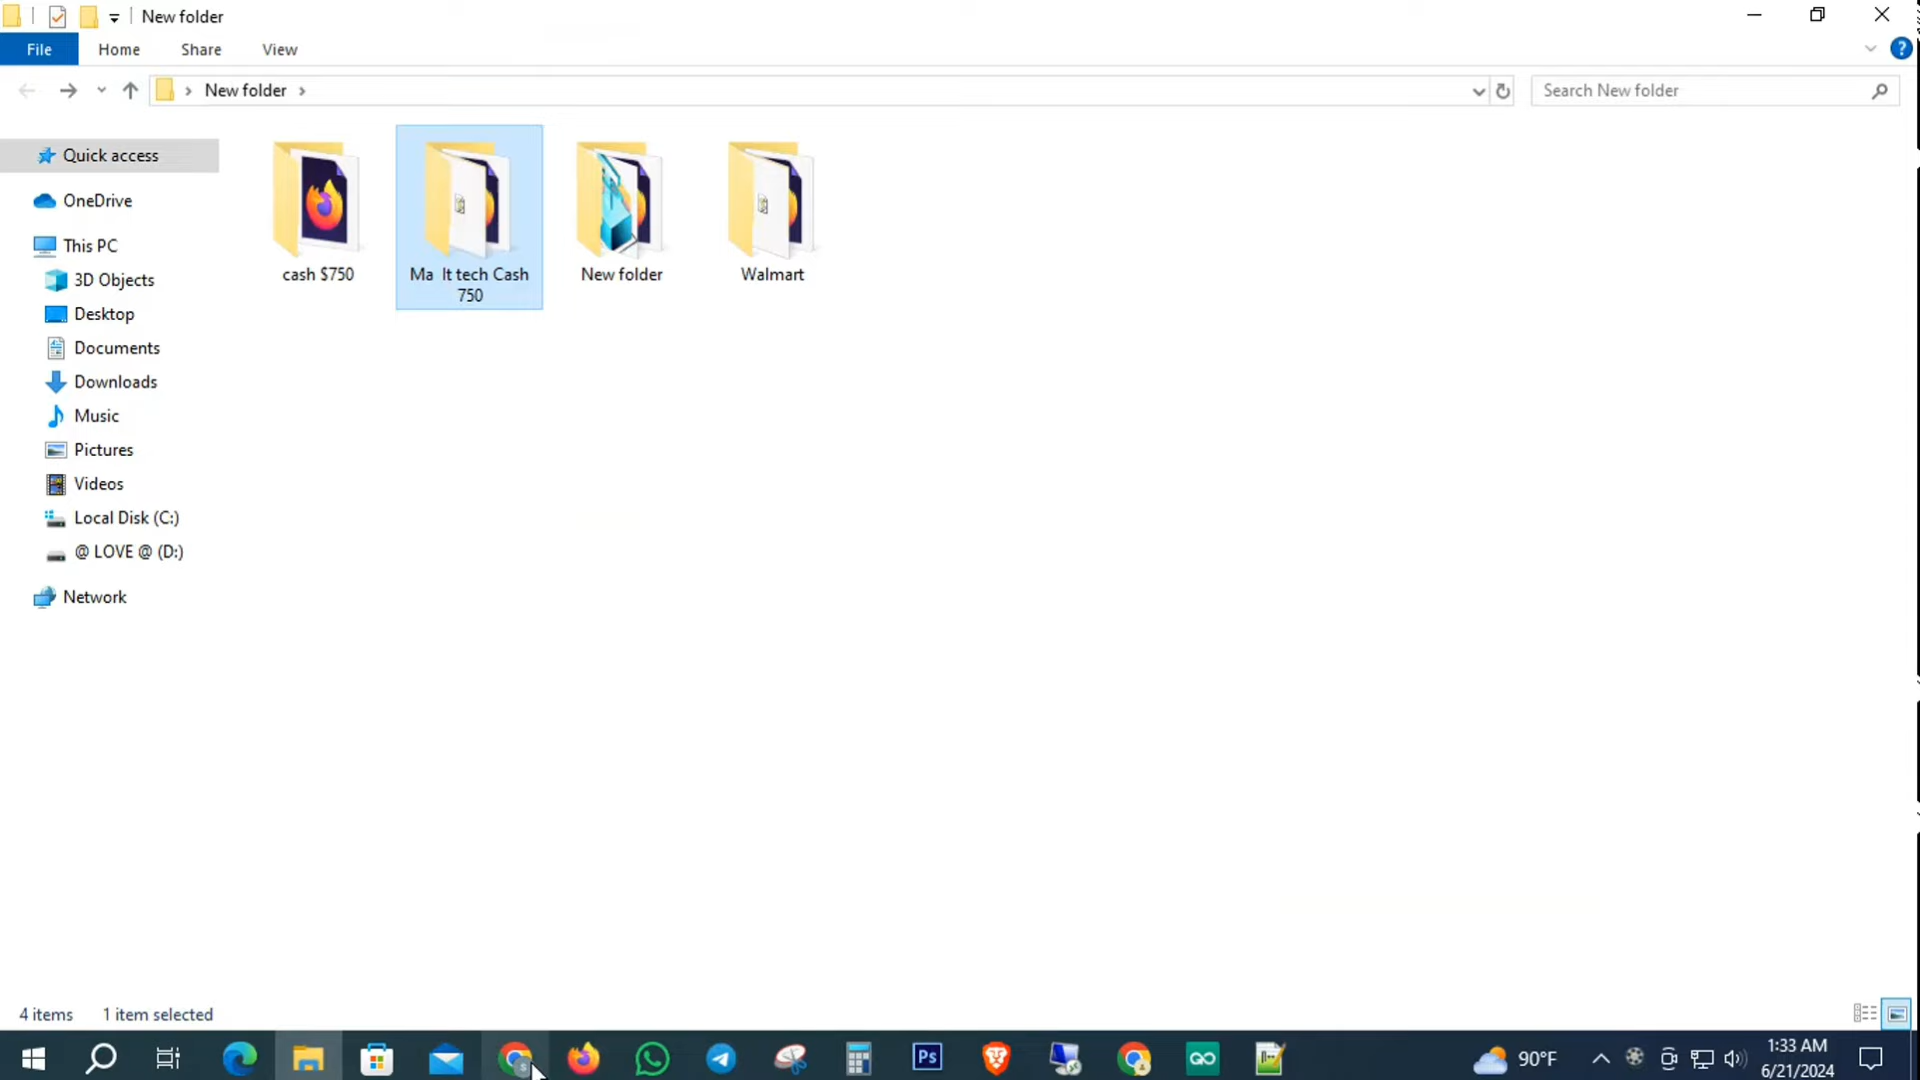 New folder
File Home Share View
New folder
Search New folder
Quick access
OneDrive
This PC
3D Objects
Desktop
Documents
Downloads
Music
Pictures
Videos
Local Disk (C:)
@ LOVE @ (D:)
Network
cash $750
Ma It tech Cash
750
New folder
Walmart
4 items 1 item selected
Ps
90°F
1:33 AM
6/21/2024